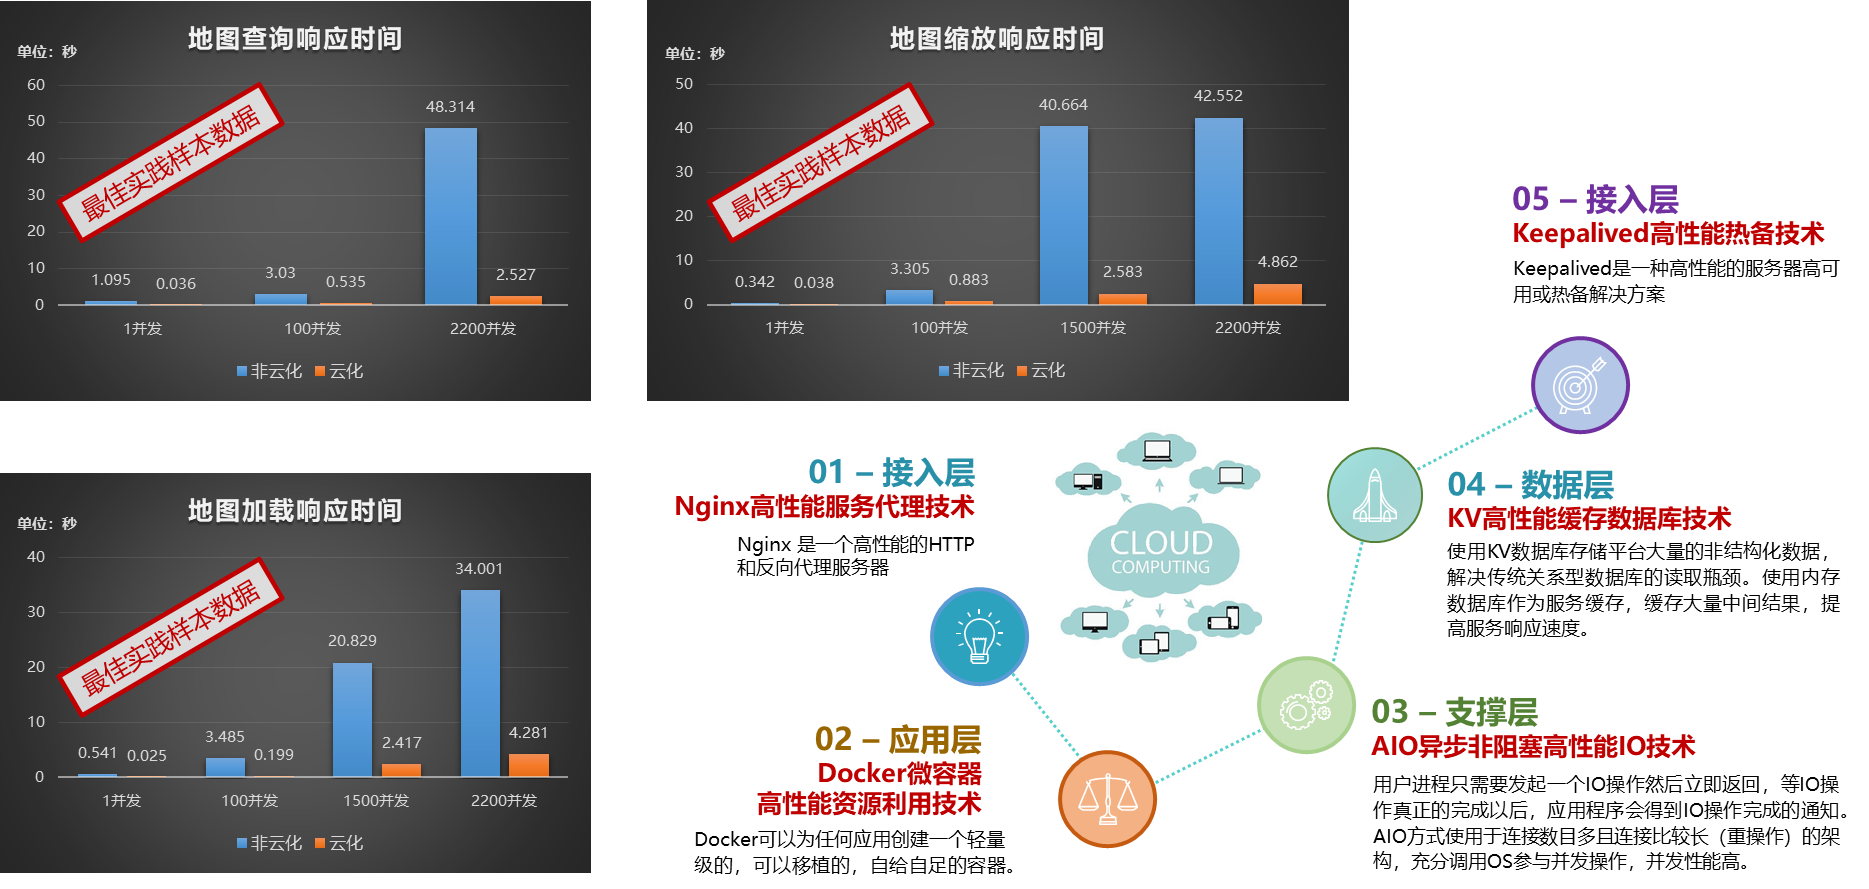 地图查询响应时间
单位：秒
60
50
40
30
20
10
0
最佳实践样本数据
1.095
0.036
3.03
0.535
48.314
2.527
1并发
100并发
2200并发
非云化
云化
地图缩放响应时间
单位：秒
50
40
30
20
10
0
最佳实践样本数据
0.342
0.038
3.305
0.883
40.664
2.583
42.552
4.862
1并发
100并发
1500并发
2200并发
非云化
云化
地图加载响应时间
单位：秒
40
30
20
10
0
最佳实践样本数据
0.541
0.025
3.485
0.199
20.829
2.417
34.001
4.281
1并发
100并发
1500并发
2200并发
非云化
云化
01 – 接入层
Nginx高性能服务代理技术
Nginx 是一个高性能的HTTP
和反向代理服务器
CLOUD
COMPUTING
02 – 应用层
Docker微容器
高性能资源利用技术
Docker可以为任何应用创建一个轻量
级的，可以移植的，自给自足的容器。
03 – 支撑层
AIO异步非阻塞高性能IO技术
用户进程只需要发起一个IO操作然后立即返回，等IO操
作真正的完成以后，应用程序会得到IO操作完成的通知。
AIO方式使用于连接数目多且连接比较长（重操作）的架
构，充分调用OS参与并发操作，并发性能高。
04 – 数据层
KV高性能缓存数据库技术
使用KV数据库存储平台大量的非结构化数据，
解决传统关系型数据库的读取瓶颈。使用内存
数据库作为服务缓存，缓存大量中间结果，提
高服务响应速度。
05 – 接入层
Keepalived高性能热备技术
Keepalived是一种高性能的服务器高可
用或热备解决方案